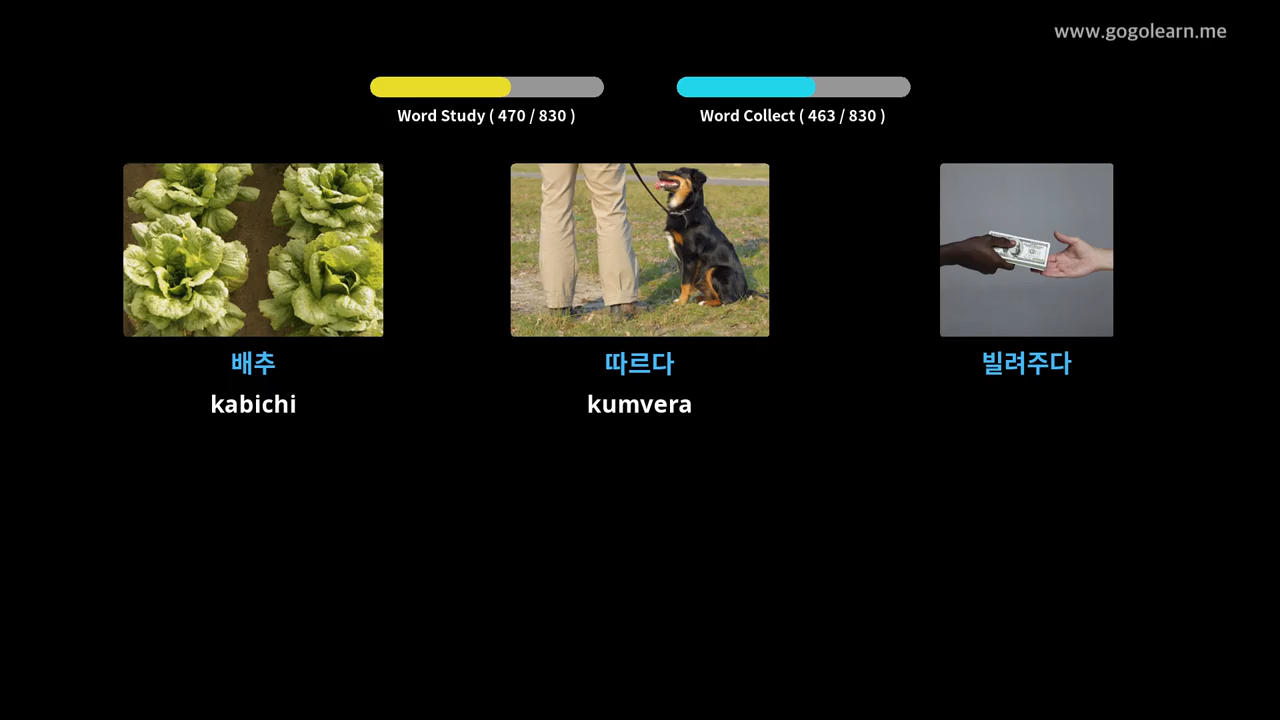 www.gogolearn.me
Word Study ( 470 / 830 )
Word Collect ( 463 / 830 )
배추
따르다
빌려주다
kabichi
kumvera